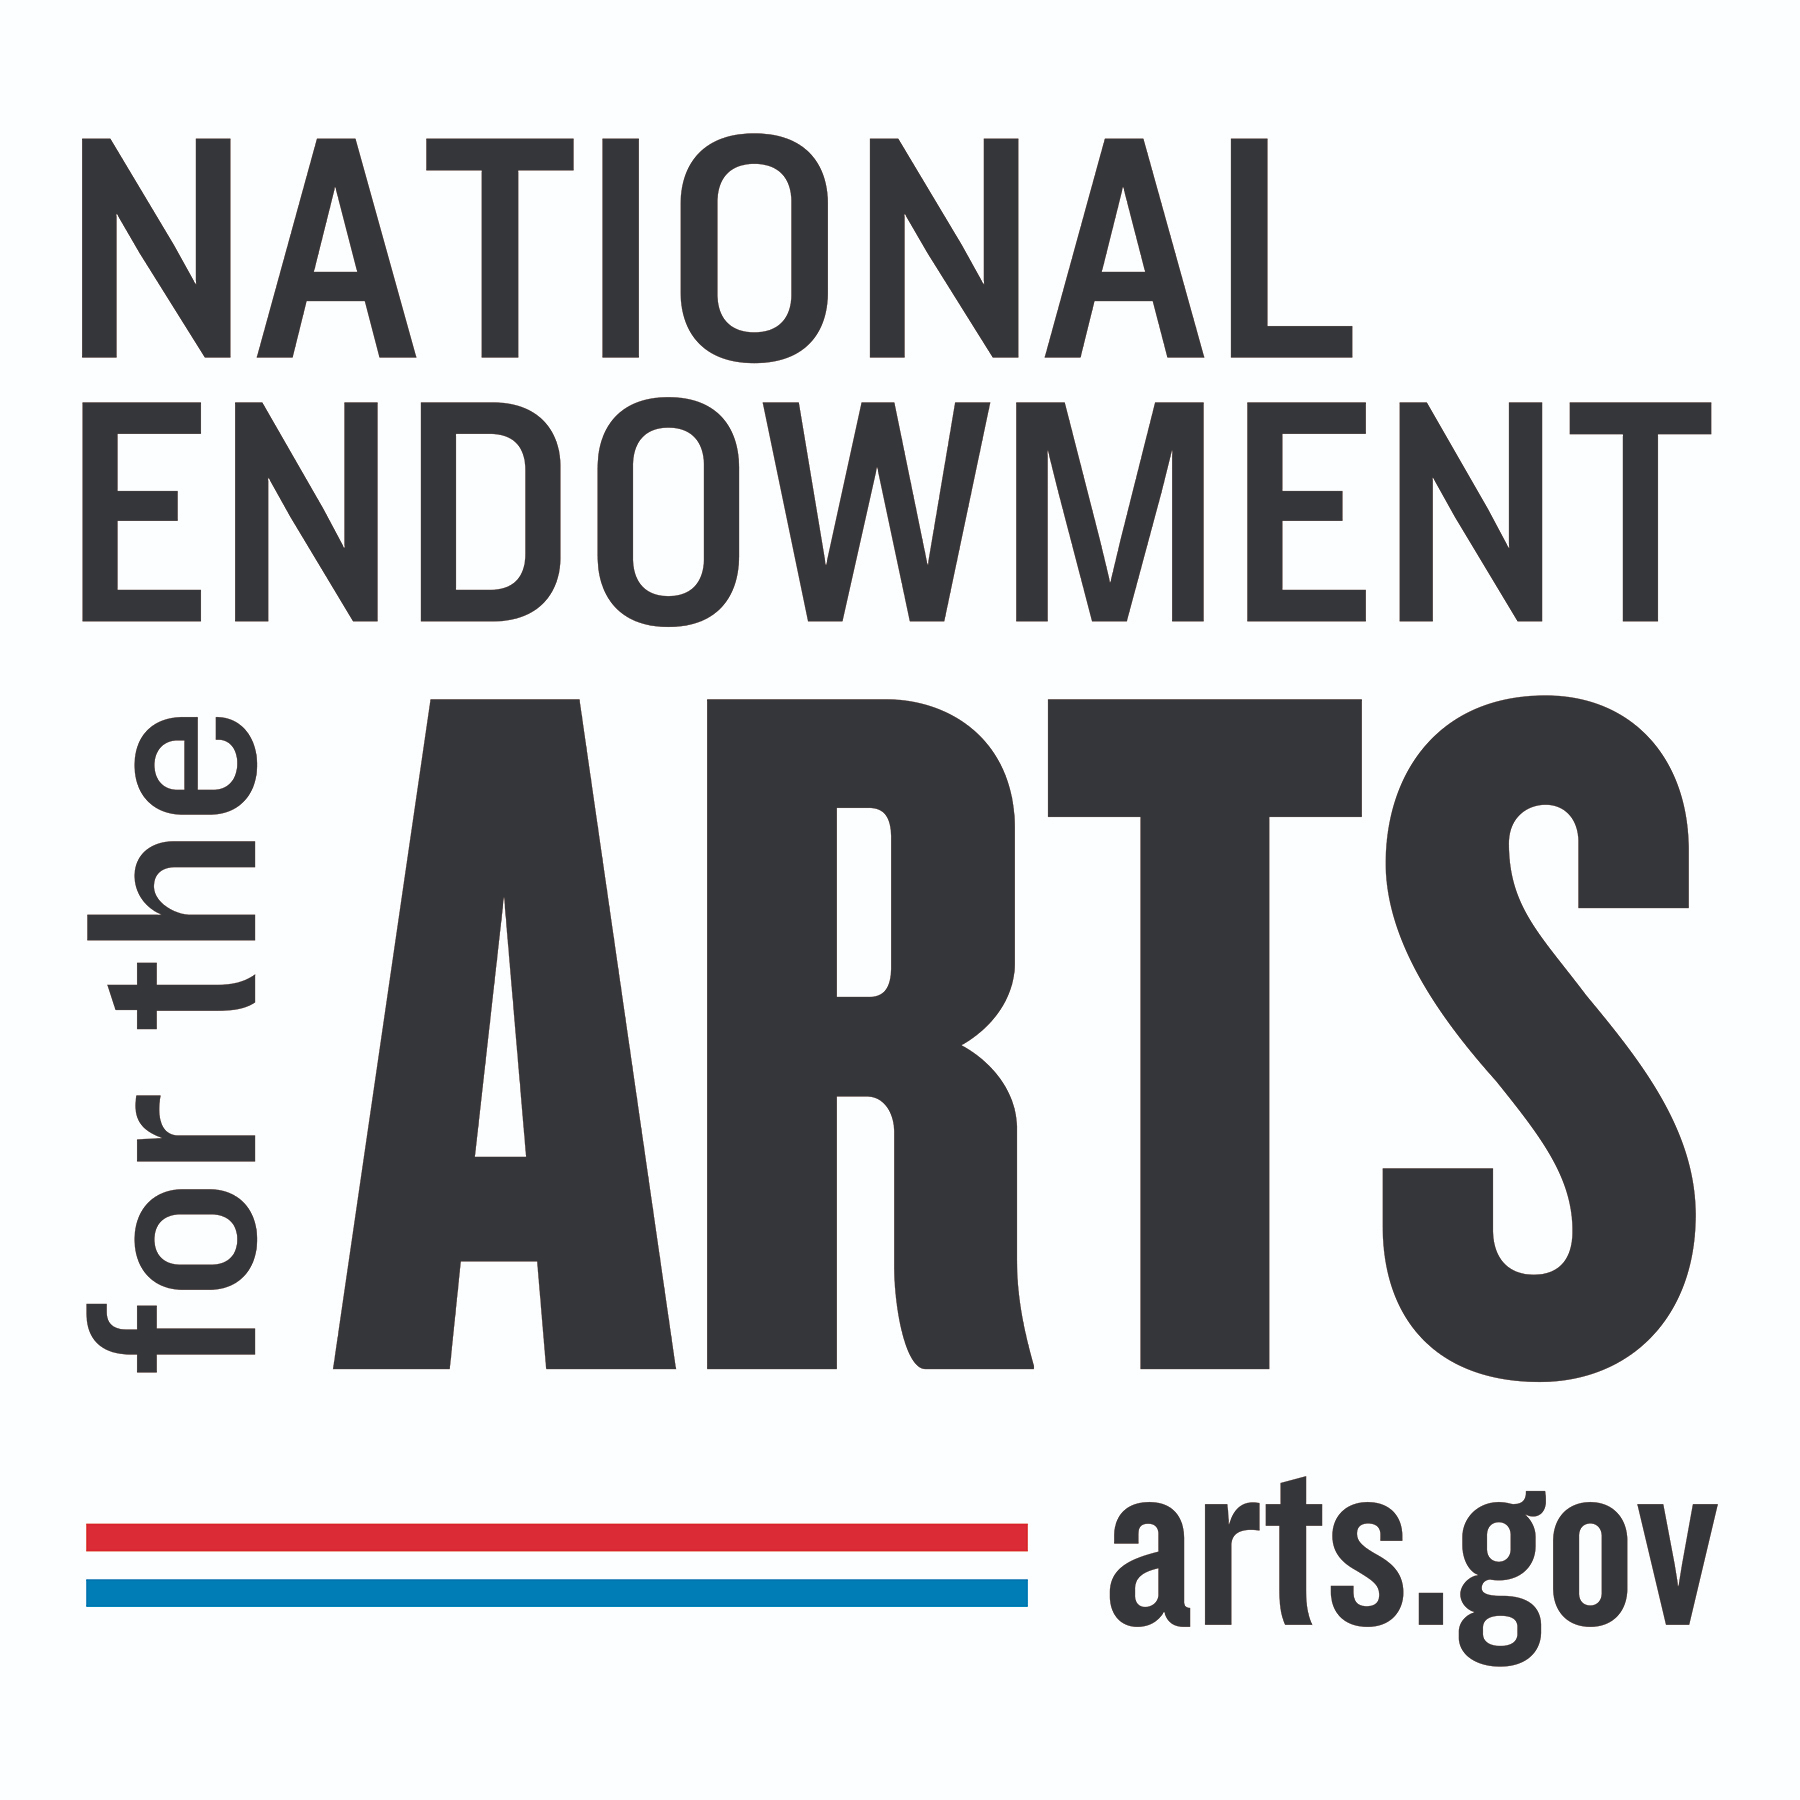 NATIONAL
ENDOWMENT
for the
ARTS
arts.gov